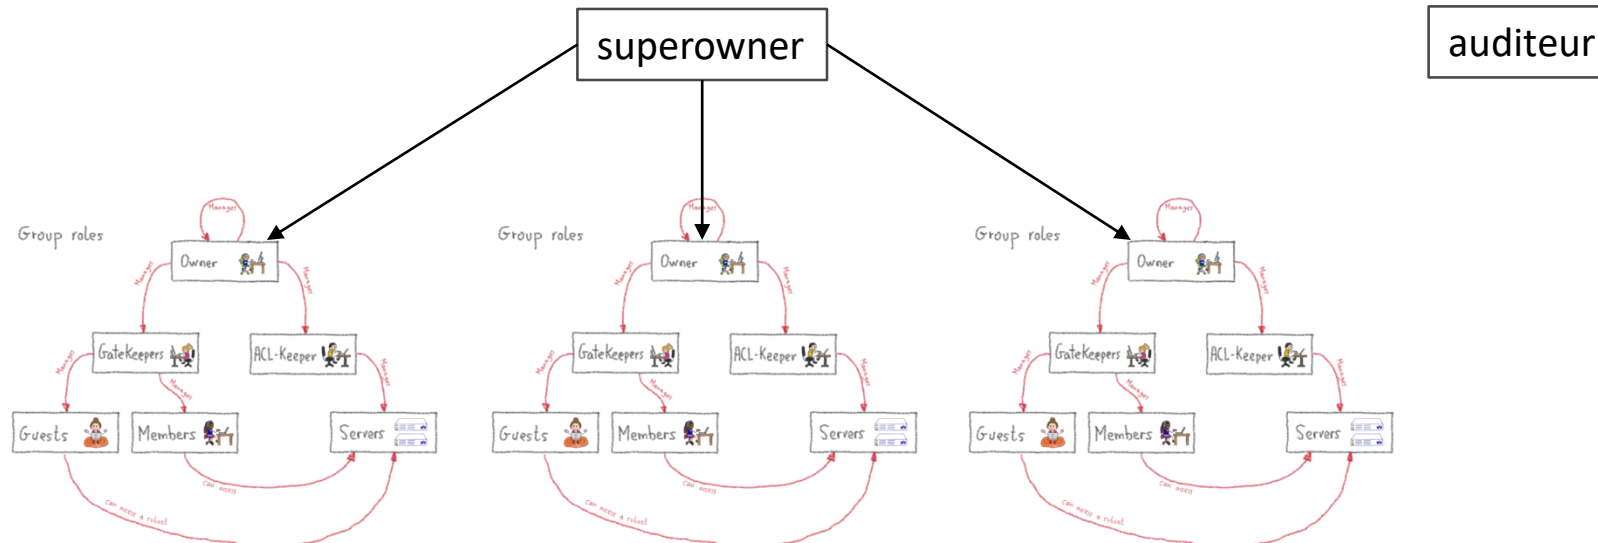 superowner
auditeur
Group roles
Manager
Owner
Manager
Manager
GateKeepers
ACL-Keeper
Manager
Manager
Manager
Guests
Members
Servers
can access
can access a subset
Group roles
Manager
Owner
Manager
Manager
GateKeepers
ACL-Keeper
Manager
Manager
Manager
Guests
Members
Servers
can access
can access a subset
Group roles
Manager
Owner
Manager
Manager
GateKeepers
ACL-Keeper
Manager
Manager
Manager
Guests
Members
Servers
can access
can access a subset